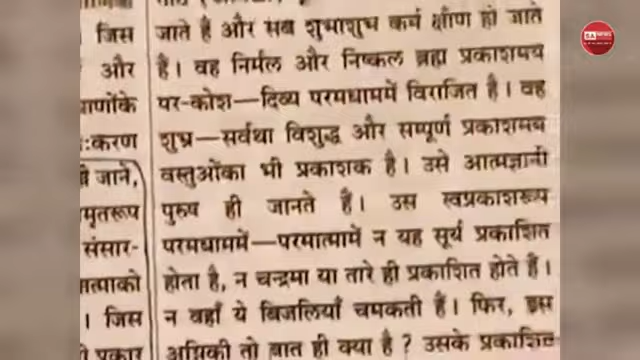 जिस
और
ःकरण
जाने,
मृतरूप
संसार-
त्माको
। जिस
प्रकार
जाते हैं और सब शुभाशुभ कर्म क्षीण हो जाते
हैं। वह निर्मल और निष्कल ब्रह्म प्रकाशमय
पर-कोश—दिव्य परमधाममें विराजित है। वह
शुभ्र—सर्वथा विशुद्ध और सम्पूर्ण प्रकाशमय
वस्तुओंका भी प्रकाशक है। उसे आत्मज्ञानी
पुरुष ही जानते हैं। उस स्वप्रकाशरूप
परमधाममें—परमात्मामें न यह सूर्य प्रकाशित
होता है, न चन्द्रमा या तारे ही प्रकाशित होते हैं।
न वहाँ ये बिजलियाँ चमकती हैं। फिर, इस
अग्निकी तो बात ही क्या है? उसके प्रकाशित
SA NEWS